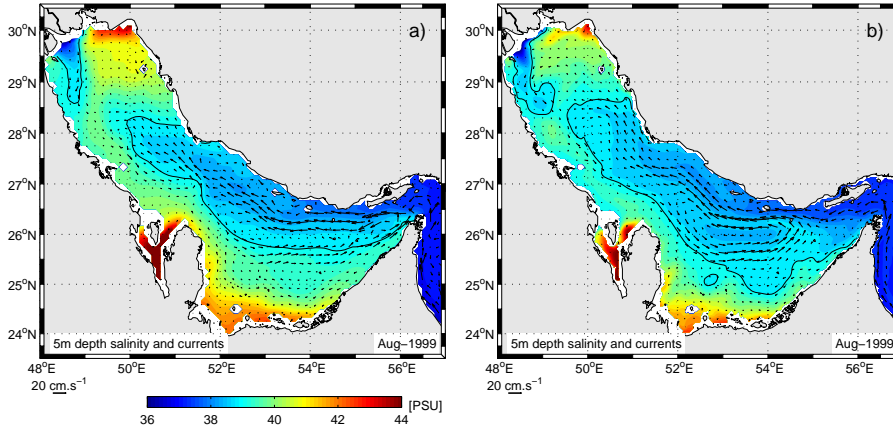 a)
b)
30°N
29°N
28°N
27°N
26°N
25°N
24°N
30°N
29°N
28°N
27°N
26°N
25°N
24°N
5m depth salinity and currents
Aug−1999
5m depth salinity and currents
Aug−1999
48°E
50°E
52°E
54°E
56°E
48°E
50°E
52°E
54°E
56°E
20 cm.s⁻¹
20 cm.s⁻¹
[PSU]
36
38
40
42
44